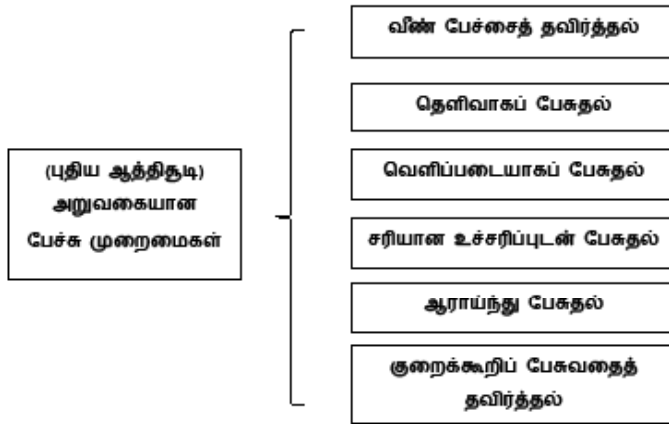 (புதிய ஆத்திசூடி)
அறுவகையான
பேச்சு முறைமைகள்
வீண் பேச்சைத் தவிர்த்தல்
தெளிவாகப் பேசுதல்
வெளிப்படையாகப் பேசுதல்
சரியான உச்சரிப்புடன் பேசுதல்
ஆராய்ந்து பேசுதல்
குறைக்கூறிப் பேசுவதைத்
தவிர்த்தல்